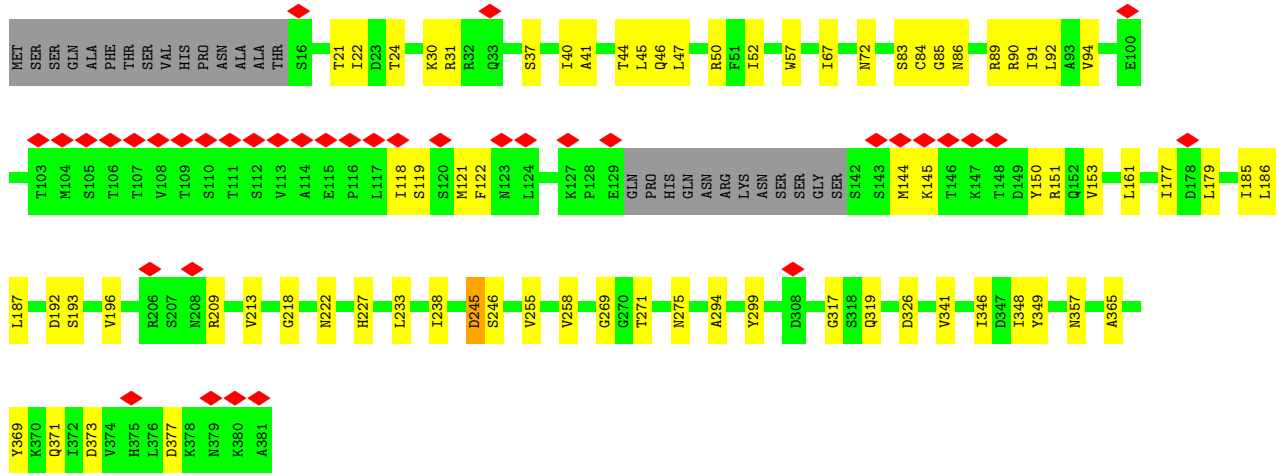 MET SER SER GLN ALA PHE THR SER VAL HIS PRO ASN ALA ALA THR S16 T21 I22 D23 T24 K30 R31 R32 Q33 S37 I40 A41 T44 L45 Q46 L47 R50 F51 I52 W57 I67 N72 S83 C84 G85 N86 R89 R90 I91 L92 A93 V94 E100
T103 M104 S105 T106 T107 V108 T109 S110 T111 S112 V113 A114 E115 P116 L117 I118 S119 S120 M121 F122 N123 L124 K127 P128 E129 GLN PRO HIS GLN ASN ARG LYS ASN SER SER GLY SER S142 S143 M144 K145 T146 K147 T148 D149 Y150 R151 Q152 V153 L161 I177 D178 L179 I185 L186
L187 D192 S193 V196 R206 S207 N208 R209 V213 G218 N222 H227 L233 I238 D245 S246 V255 V258 G269 G270 T271 N275 A294 Y299 D308 G317 S318 Q319 D326 V341 I346 D347 I348 Y349 N357 A365
Y369 K370 Q371 I372 D373 V374 H375 L376 D377 K378 N379 K380 A381